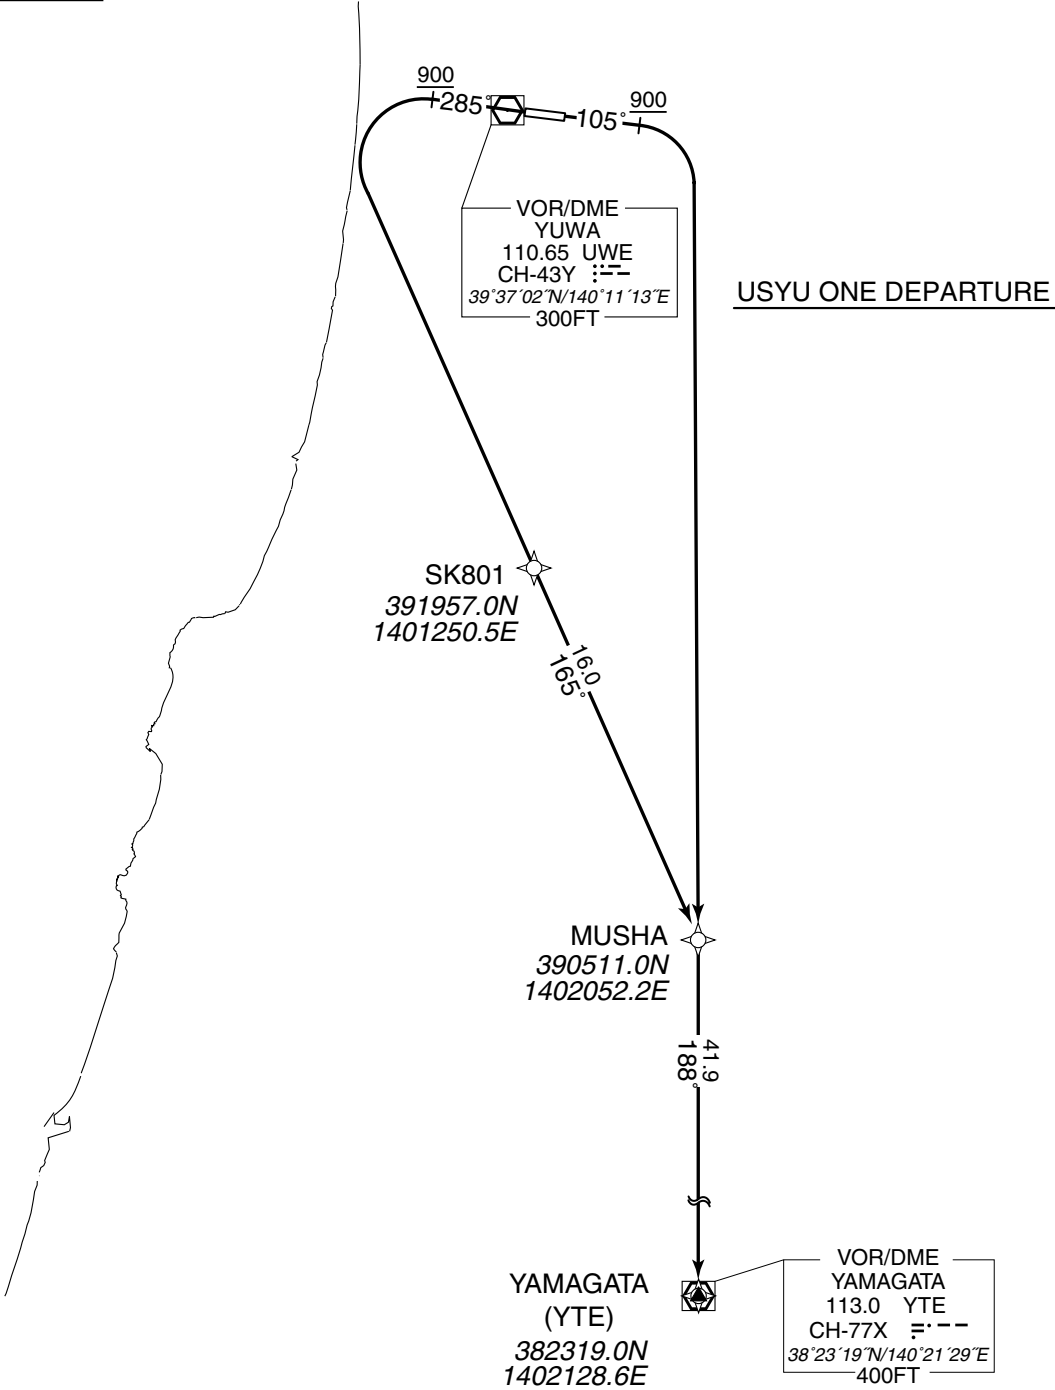 900
285°
105°
900
VOR/DME
YUWA
110.65 UWE
CH-43Y
39°37′02″N/140°11′13″E
300FT
USYU ONE DEPARTURE
SK801
391957.0N
1401250.5E
16.0
165°
MUSHA
390511.0N
1402052.2E
41.9
188°
YAMAGATA
(YTE)
382319.0N
1402128.6E
VOR/DME
YAMAGATA
113.0 YTE
CH-77X
38°23′19″N/140°21′29″E
400FT